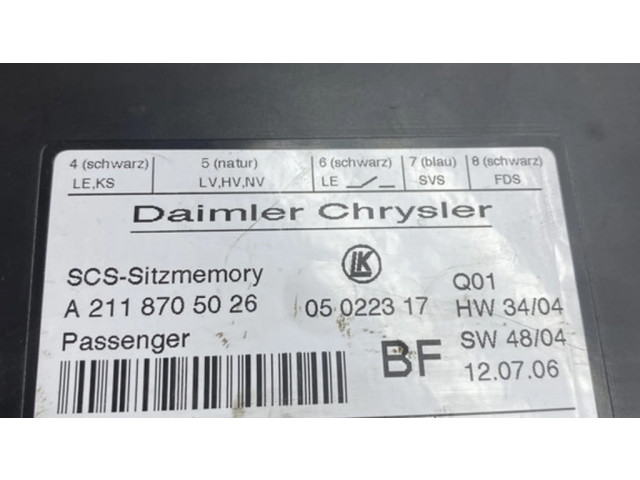 4 (schwarz) 5 (natur) 6 (schwarz) 7 (blau) 8 (schwarz)
LE,KS LV,HV,NV LE SVS FDS
Daimler Chrysler
SCS-Sitzmemory LK Q01
A 211 870 50 26 05 0223 17 HW 34/04
Passenger BF SW 48/04
12.07.06